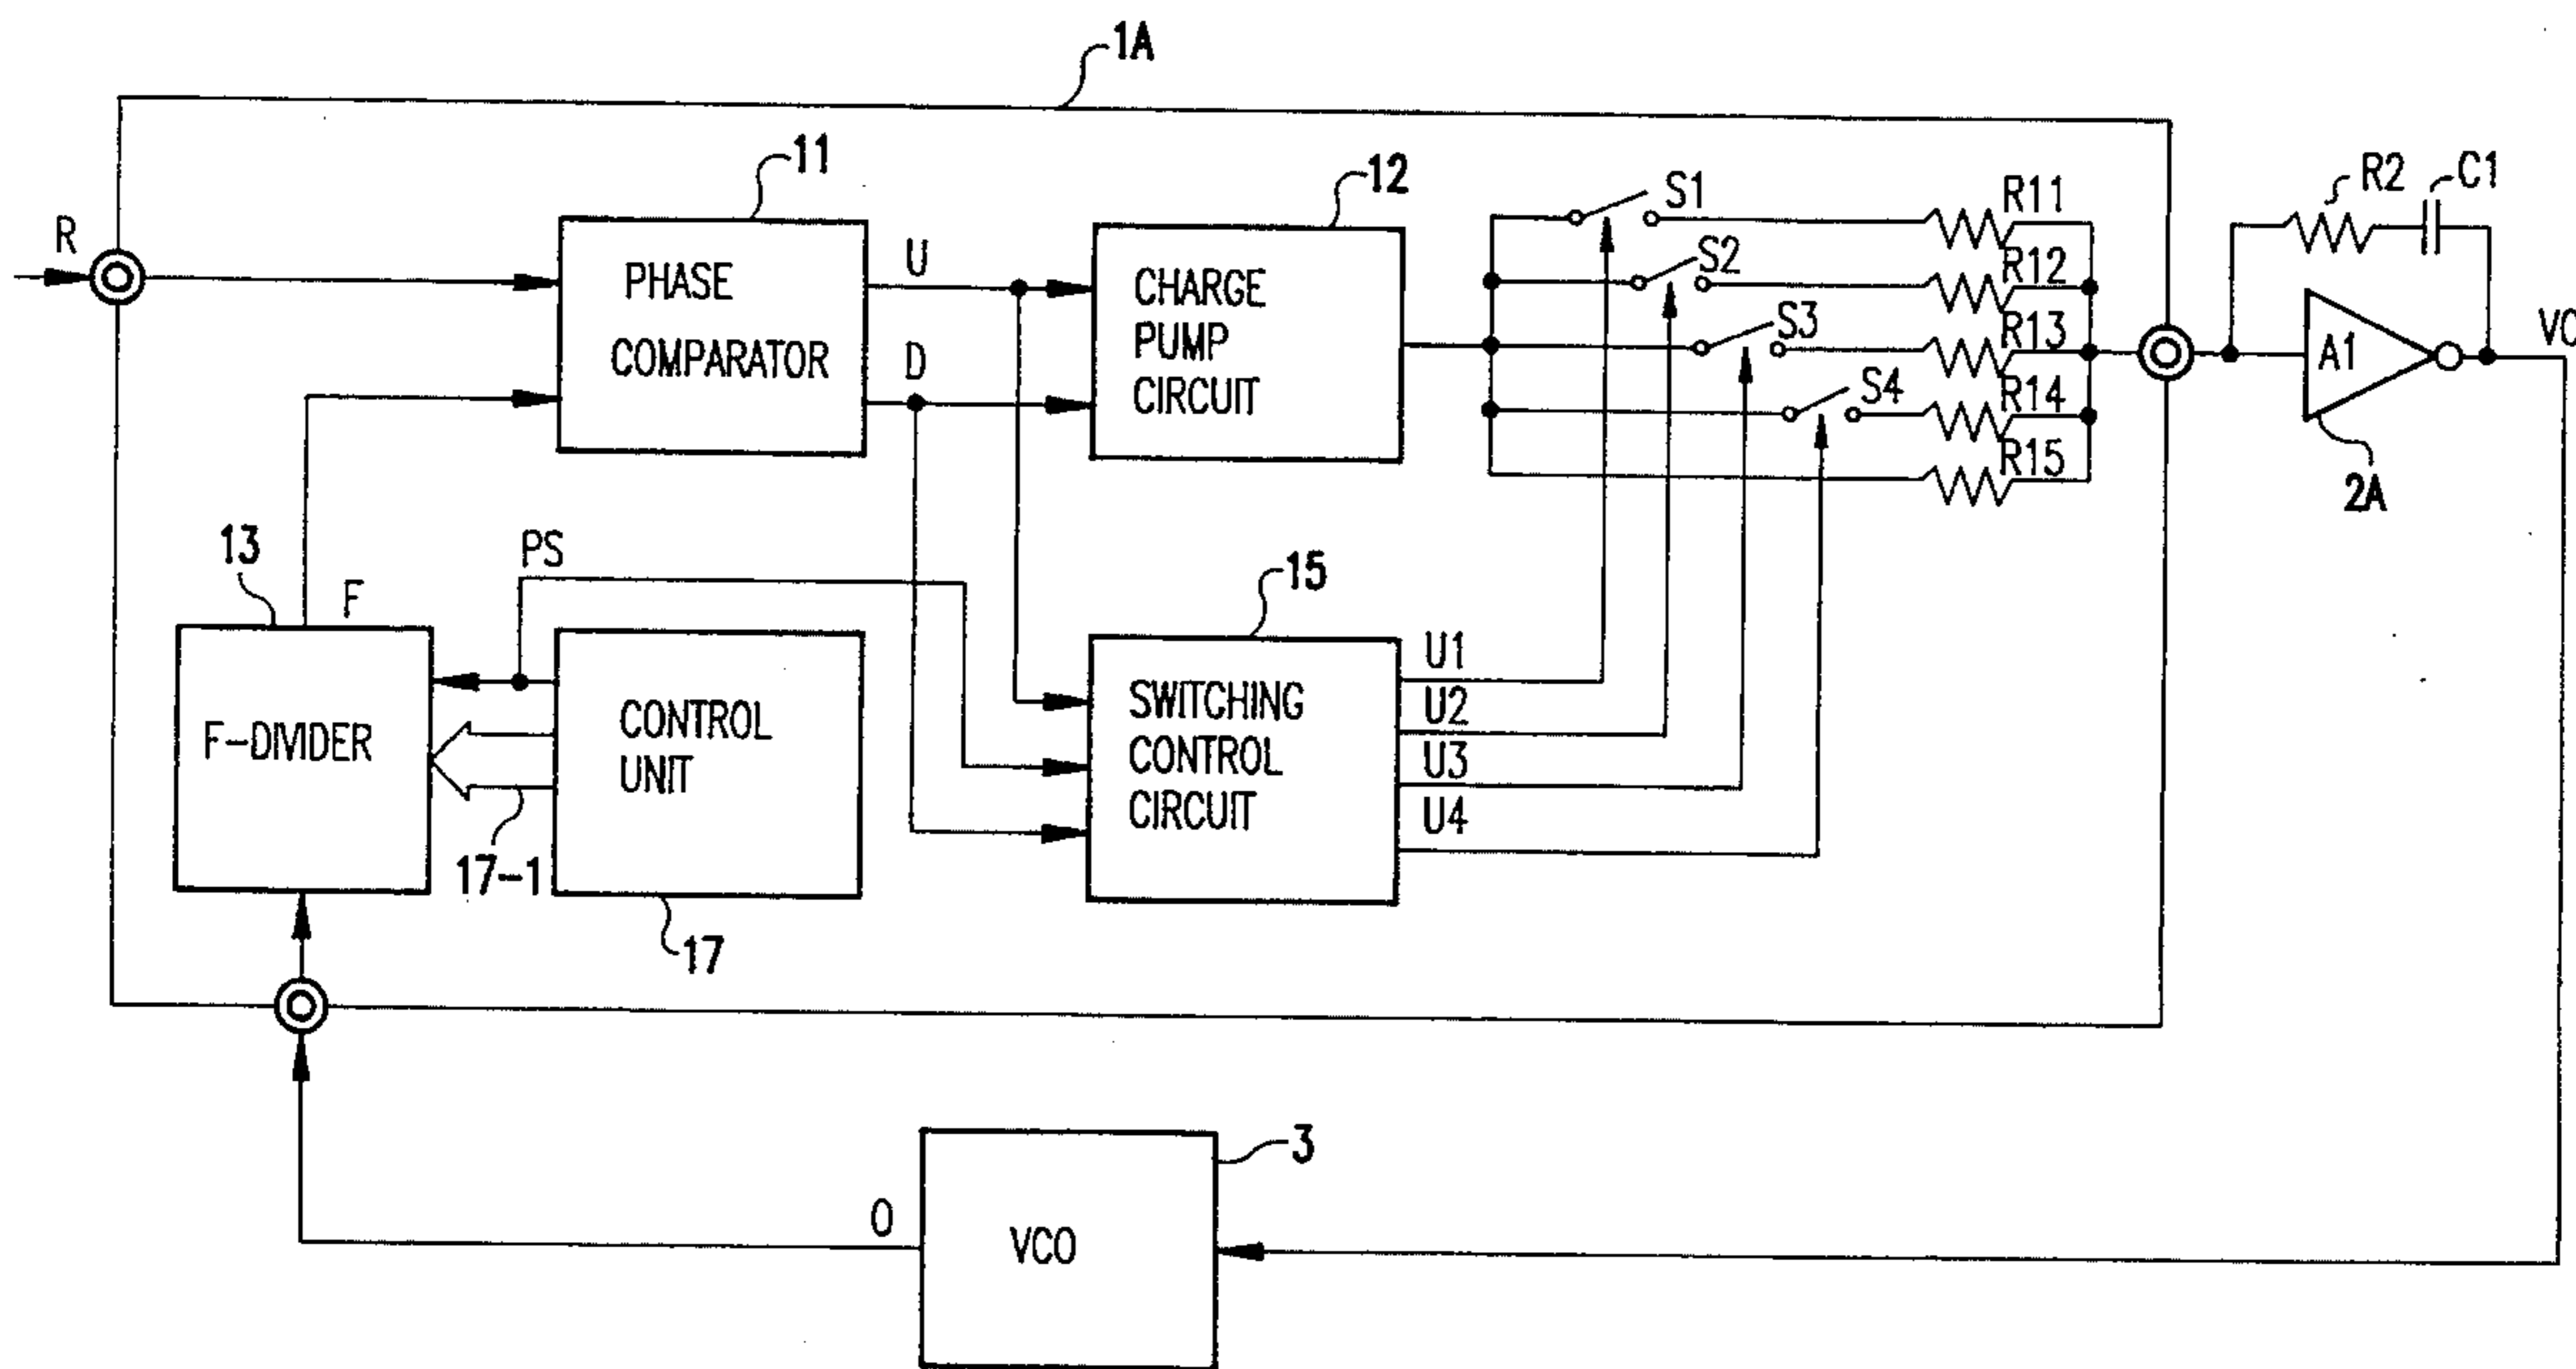 1A
11
12
R
PHASE
COMPARATOR
U
D
CHARGE
PUMP
CIRCUIT
S1
S2
S3
S4
R11
R12
R13
R14
R15
R2
C1
A1
2A
VC
13
F
PS
15
F-DIVIDER
CONTROL
UNIT
17-1
17
SWITCHING
CONTROL
CIRCUIT
U1
U2
U3
U4
3
O
VCO